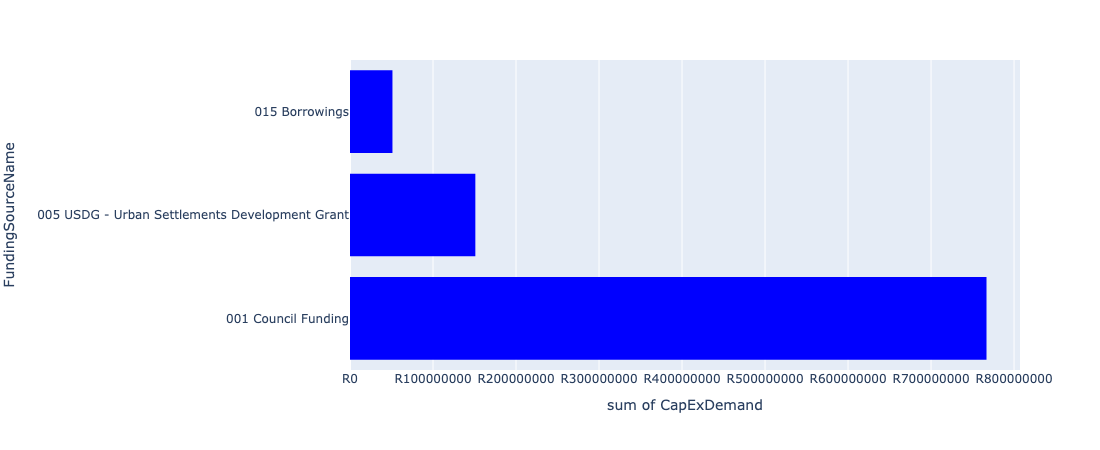 FundingSourceName
015 Borrowings
005 USDG - Urban Settlements Development Grant
001 Council Funding
R0 R100000000 R200000000 R300000000 R400000000 R500000000 R600000000 R700000000 R800000000
sum of CapExDemand